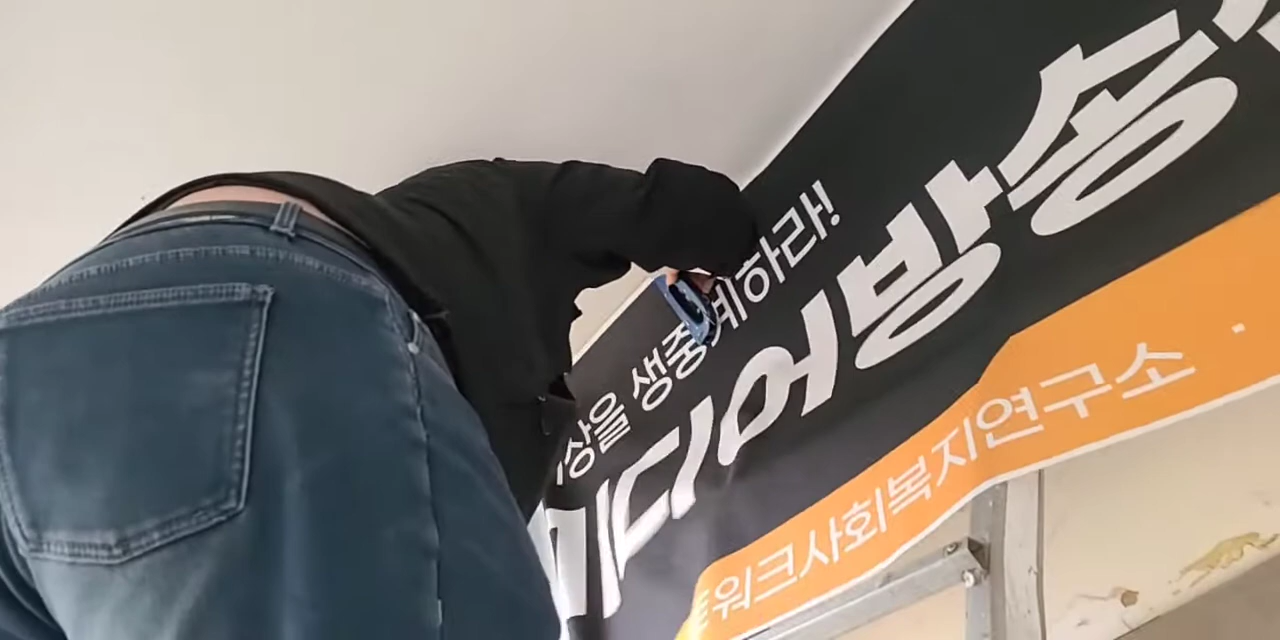 상을 생중계하라!
미디어방송
워크사회복지연구소